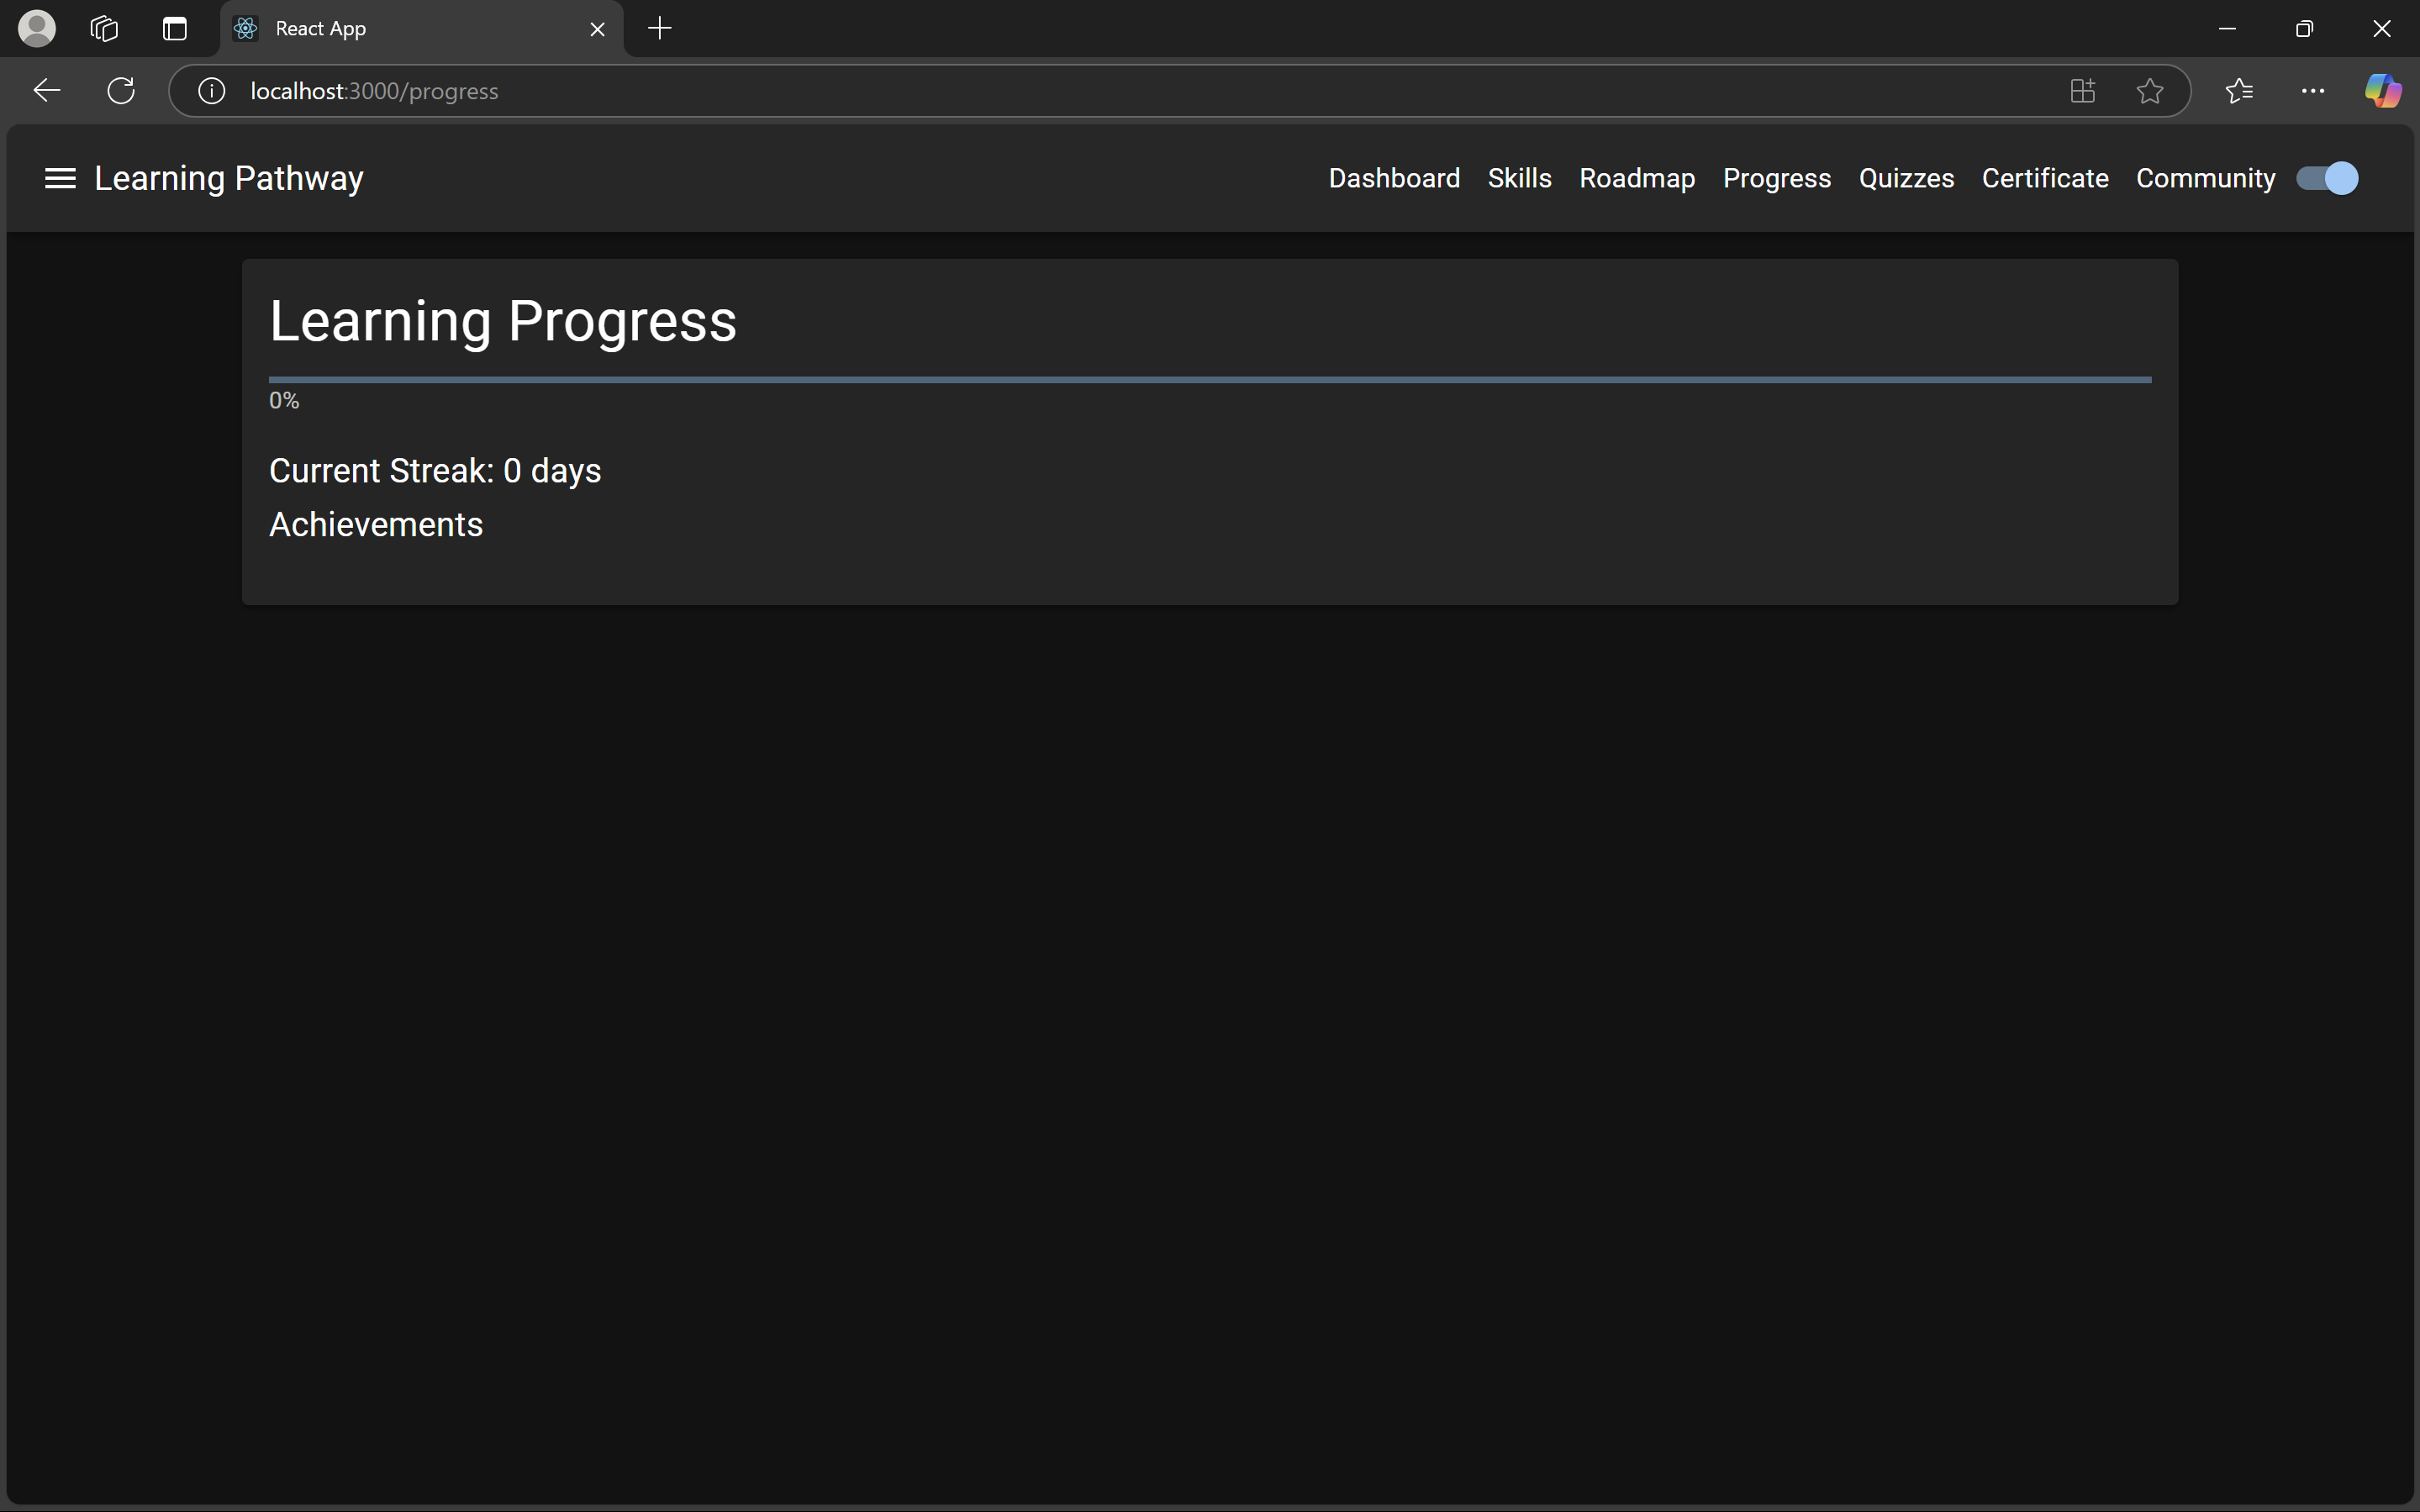 React App
localhost:3000/progress
Learning Pathway
Dashboard Skills Roadmap Progress Quizzes Certificate Community
Learning Progress
0%
Current Streak: 0 days
Achievements